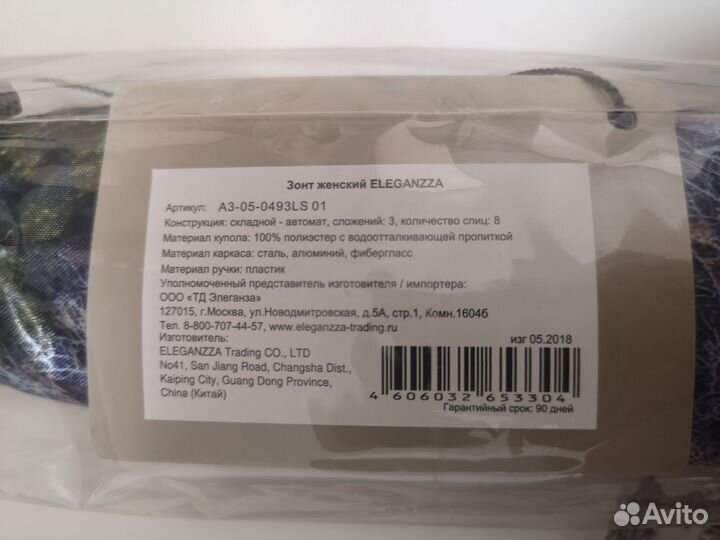 Зонт женский ELEGANZZA
Артикул: A3-05-0493LS 01
Конструкция: складной - автомат, сложений: 3, количество спиц: 8
Материал купола: 100% полиэстер с водоотталкивающей пропиткой
Материал каркаса: сталь, алюминий, фибергласс
Материал ручки: пластик
Уполномоченный представитель изготовителя / импортера:
ООО «ТД Элеганза»
127015, г.Москва, ул.Новодмитровская, д.5А, стр.1, Комн.1604б
Тел. 8-800-707-44-57, www.eleganzza-trading.ru
Изготовитель:
изг 05.2018
ELEGANZZA Trading CO., LTD
No41, San Jiang Road, Changsha Dist.,
Kaiping City, Guang Dong Province,
China (Китай)
4 606032 653304
Гарантийный срок: 90 дней
Avito